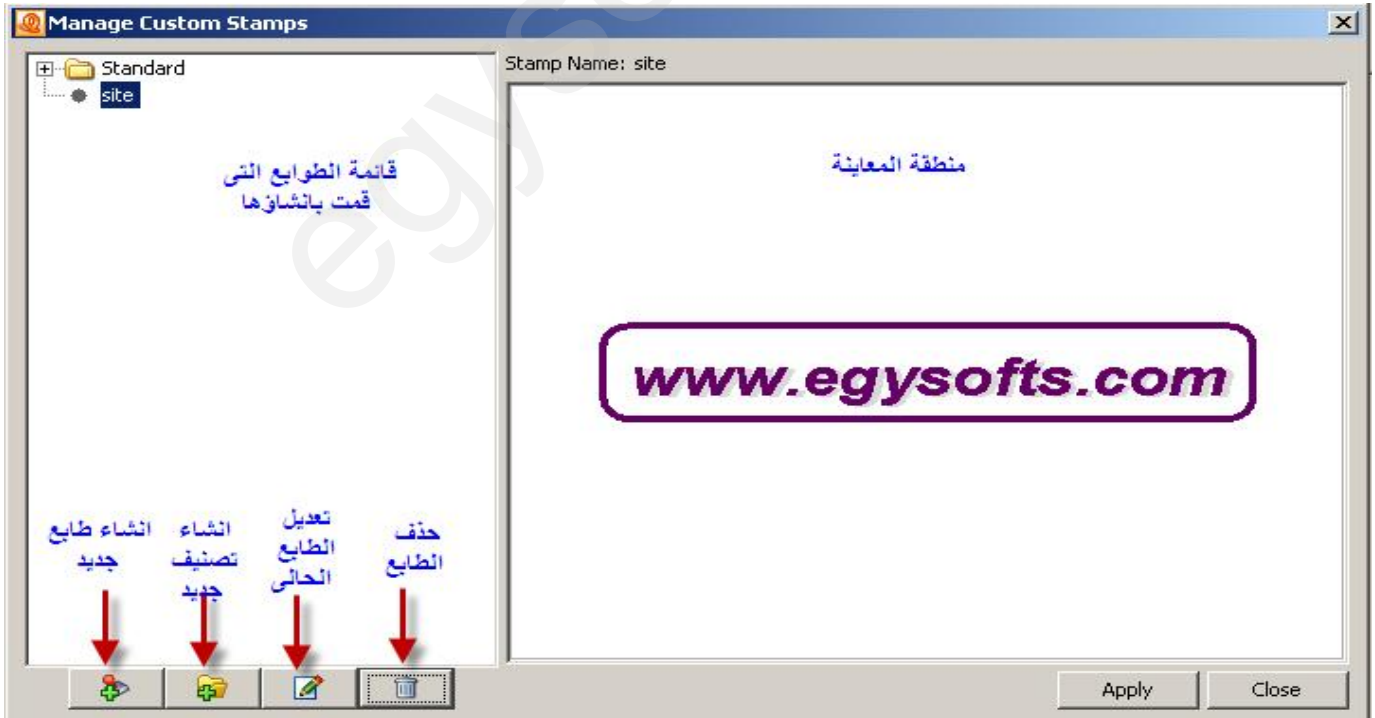 Manage Custom Stamps
Standard
site
Stamp Name: site
قائمة الطوابع التى
قمت بانشاؤها
منطقة المعاينة
www.egysofts.com
انشاء طابع
جديد
انشاء
تصنيف
جديد
تعديل
الطابع
الحالى
حذف
الطابع
Apply
Close
egyso